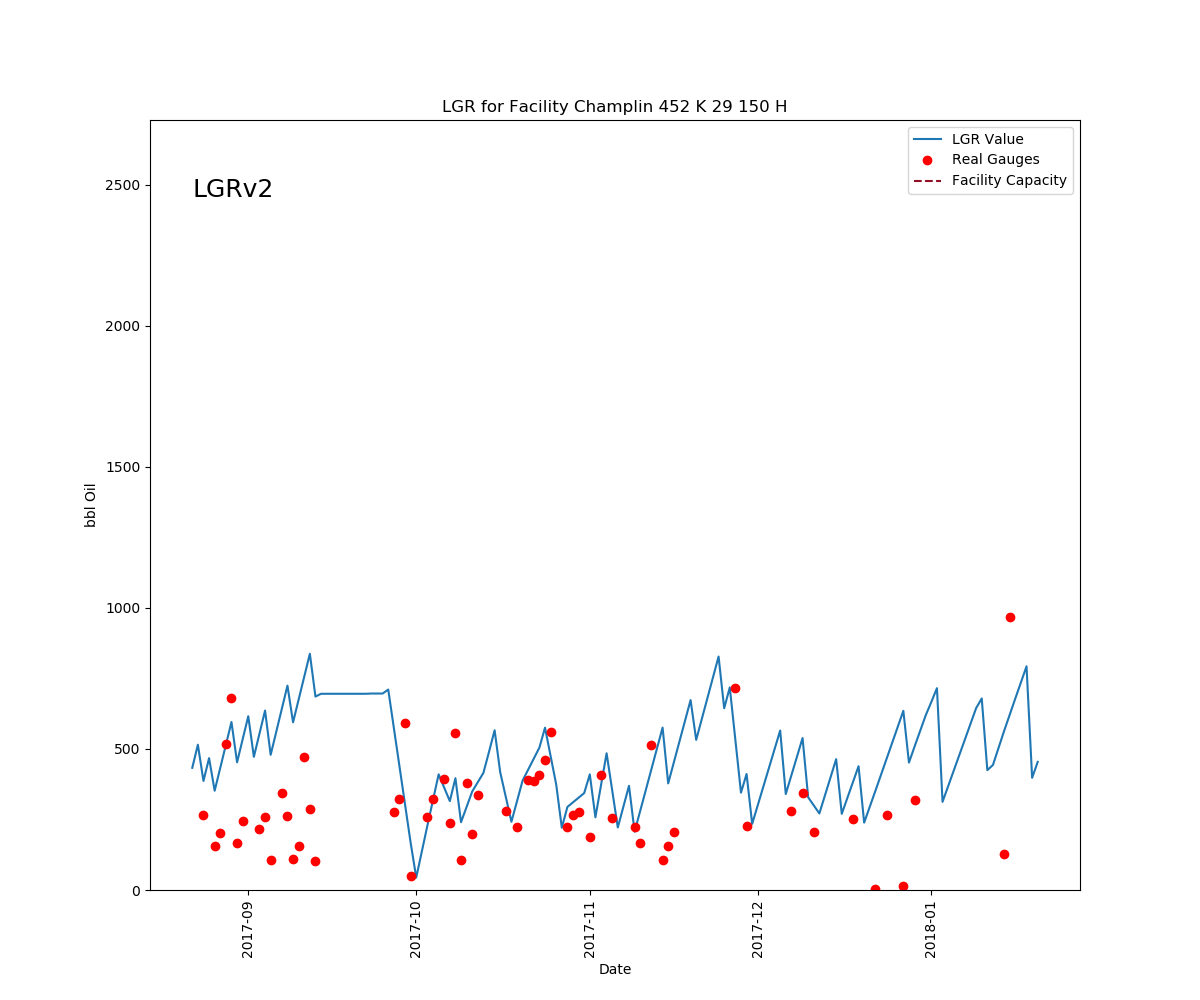 LGR for Facility Champlin 452 K 29 150 H
LGR Value
Real Gauges
Facility Capacity
LGRv2
bbl Oil
2500
2000
1500
1000
500
0
2017-09
2017-10
2017-11
2017-12
2018-01
Date